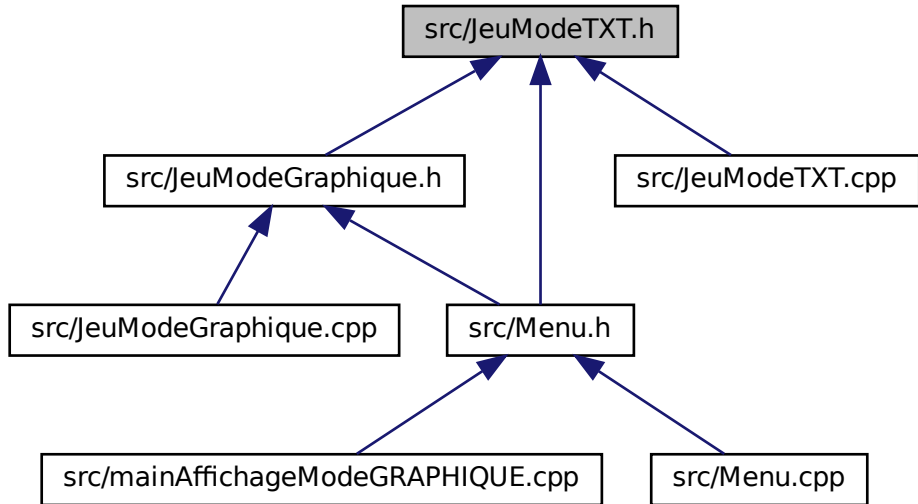 src/JeuModeTXT.h
src/JeuModeGraphique.h
src/JeuModeTXT.cpp
src/JeuModeGraphique.cpp
src/Menu.h
src/mainAffichageModeGRAPHIQUE.cpp
src/Menu.cpp